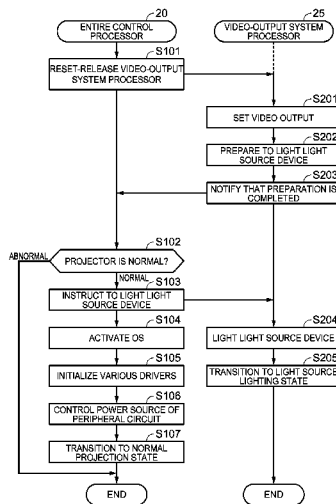 20
ENTIRE CONTROL
PROCESSOR
25
VIDEO-OUTPUT SYSTEM
PROCESSOR
S101
RESET-RELEASE VIDEO-OUTPUT
SYSTEM PROCESSOR
S201
SET VIDEO OUTPUT
S202
PREPARE TO LIGHT LIGHT
SOURCE DEVICE
S203
NOTIFY THAT PREPARATION IS
COMPLETED
S102
ABNORMAL
PROJECTOR IS NORMAL?
NORMAL
S103
INSTRUCT TO LIGHT LIGHT
SOURCE DEVICE
S104
ACTIVATE OS
S204
LIGHT LIGHT SOURCE DEVICE
S105
INITIALIZE VARIOUS DRIVERS
S205
TRANSITION TO LIGHT SOURCE
LIGHTING STATE
S106
CONTROL POWER SOURCE OF
PERIPHERAL CIRCUIT
S107
TRANSITION TO NORMAL
PROJECTION STATE
END
END